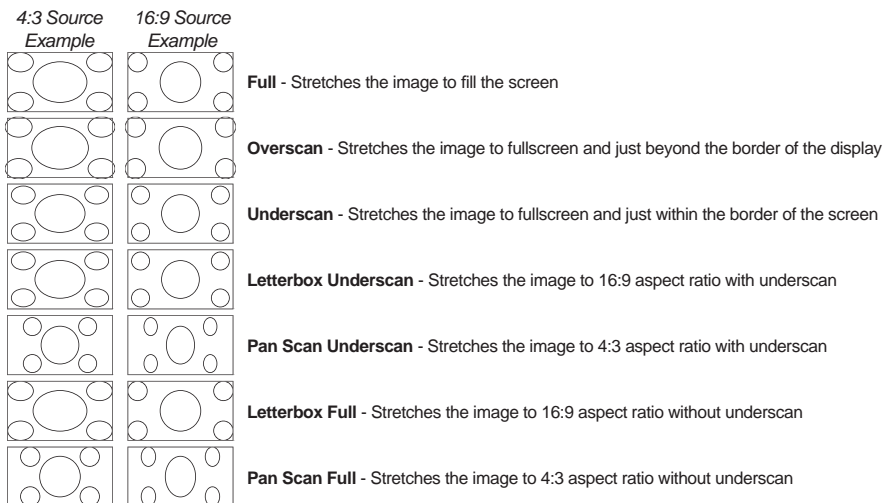 4:3 Source Example
16:9 Source Example
Full - Stretches the image to fill the screen
Overscan - Stretches the image to fullscreen and just beyond the border of the display
Underscan - Stretches the image to fullscreen and just within the border of the screen
Letterbox Underscan - Stretches the image to 16:9 aspect ratio with underscan
Pan Scan Underscan - Stretches the image to 4:3 aspect ratio with underscan
Letterbox Full - Stretches the image to 16:9 aspect ratio without underscan
Pan Scan Full - Stretches the image to 4:3 aspect ratio without underscan